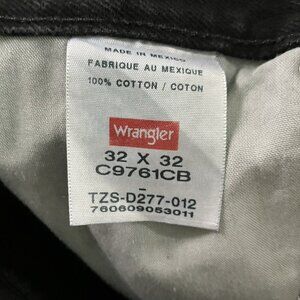 MADE IN MEXICO
FABRIQUE AU MEXIQUE
100% COTTON / COTON
Wrangler
32 X 32
C9761CB
TZS-D277-012
760609053011